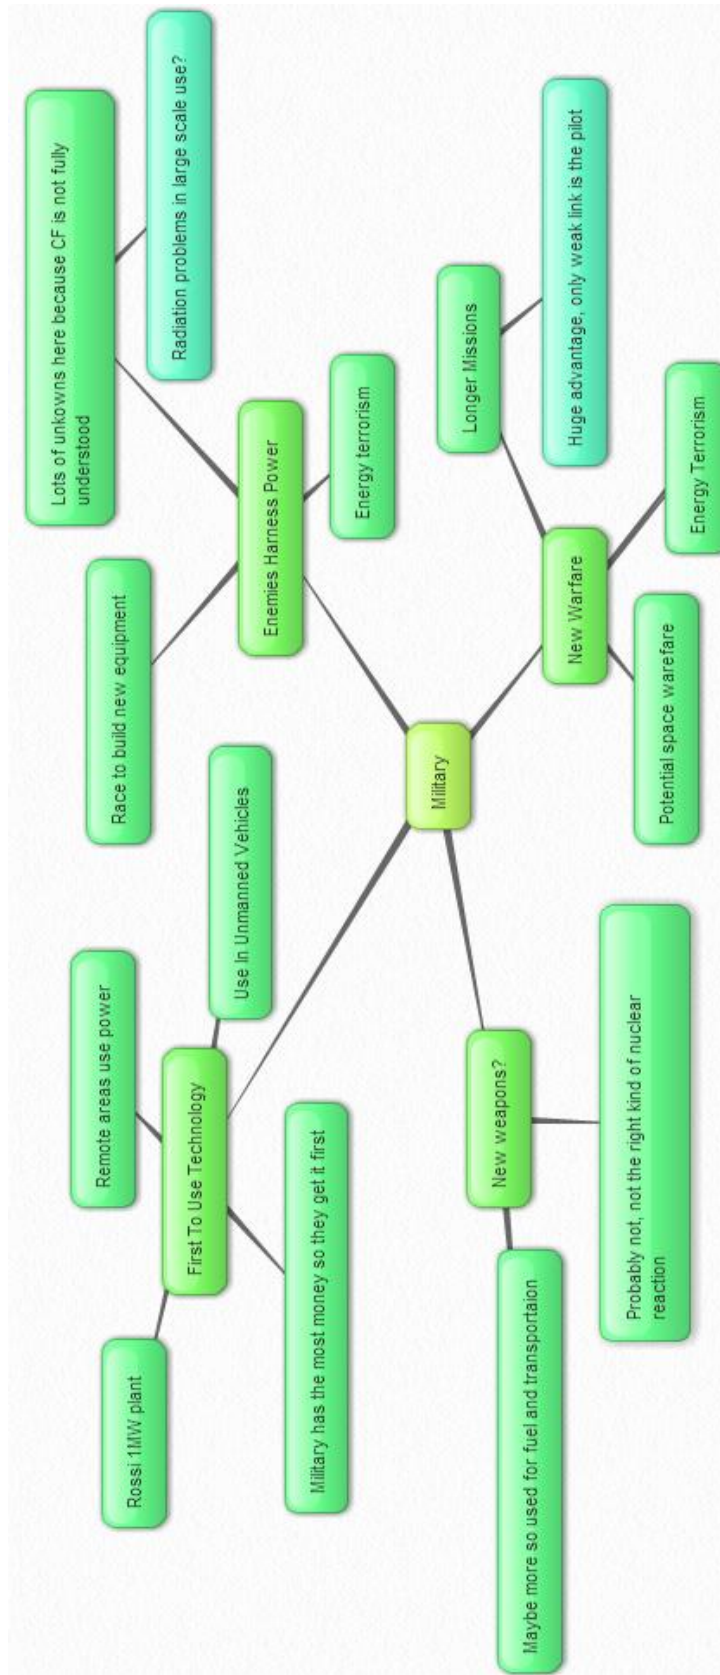 Rossi 1MW plant
Remote areas use power
Race to build new equipment
Lots of unkowns here because CF is not fully
understood
Radiation problems in large scale use?
First To Use Technology
Use In Unmanned Vehicles
Enemies Harness Power
Military has the most money so they get it first
Energy terrorism
Military
Longer Missions
Huge advantage, only weak link is the pilot
New weapons?
New Warfare
Maybe more so used for fuel and transportaion
Probably not, not the right kind of nuclear
reaction
Potential space warefare
Energy Terrorism